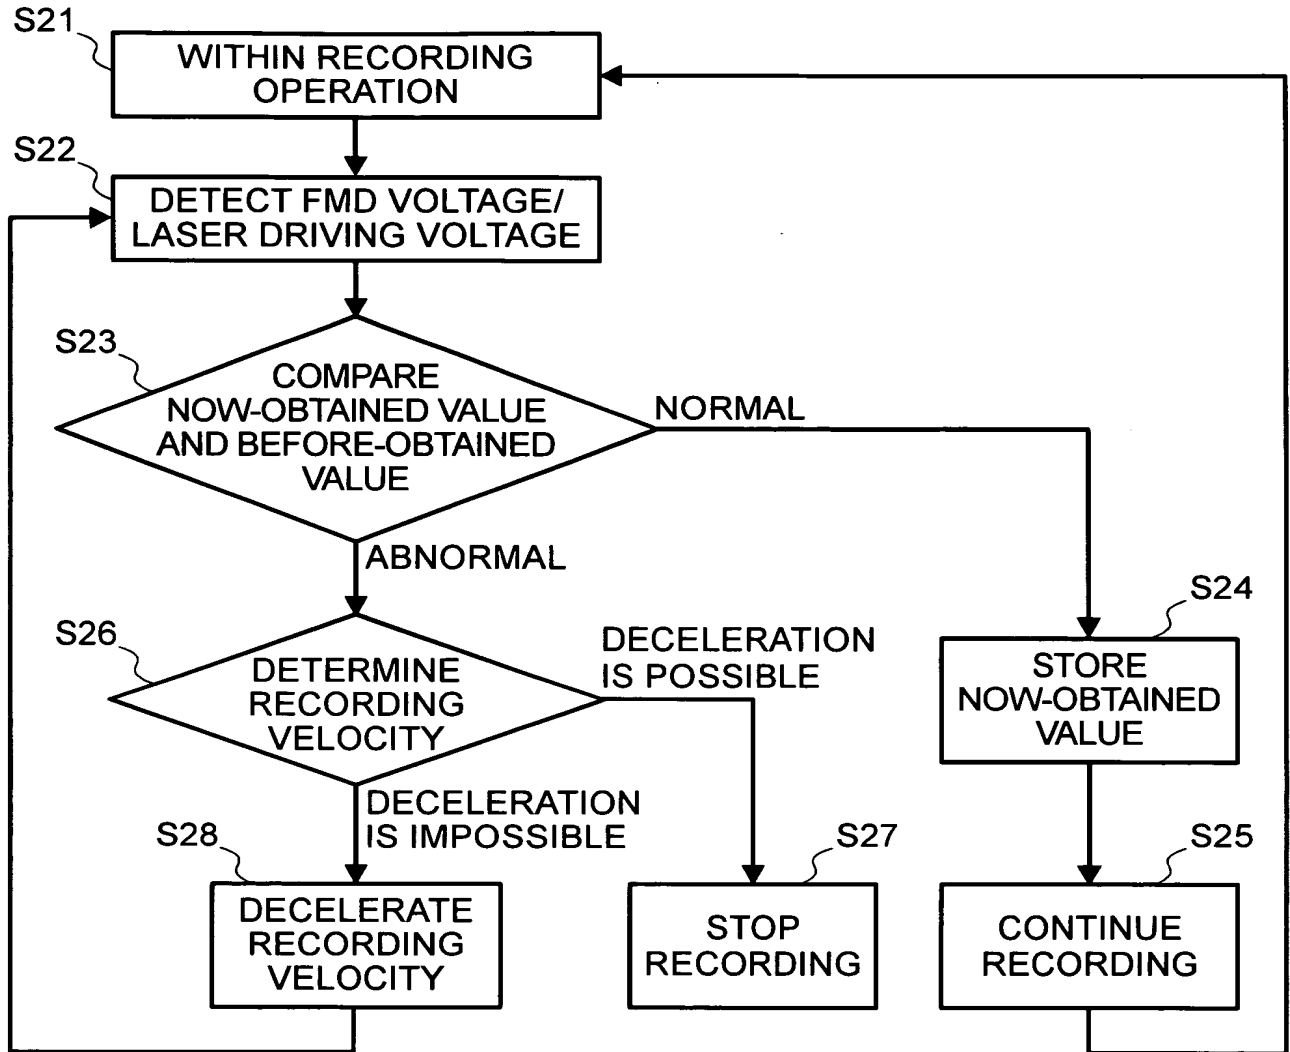 S21
WITHIN RECORDING
OPERATION
S22
DETECT FMD VOLTAGE/
LASER DRIVING VOLTAGE
S23
COMPARE
NOW-OBTAINED VALUE
AND BEFORE-OBTAINED
VALUE
NORMAL
ABNORMAL
S24
STORE
NOW-OBTAINED
VALUE
S26
DETERMINE
RECORDING
VELOCITY
DECELERATION
IS POSSIBLE
DECELERATION
IS IMPOSSIBLE
S28
DECELERATE
RECORDING
VELOCITY
S27
STOP
RECORDING
S25
CONTINUE
RECORDING